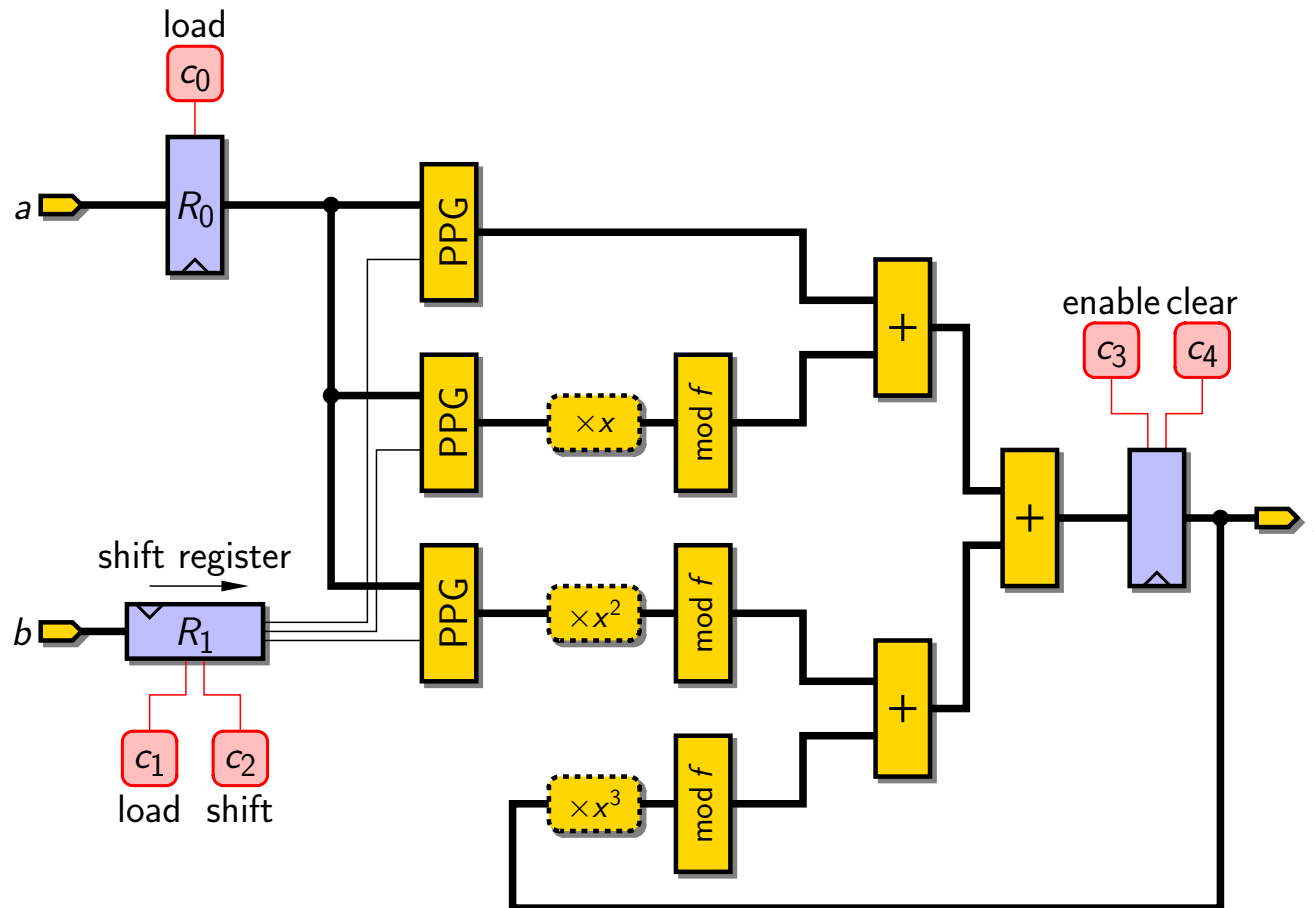 load
c₀
a
R₀
PPG
+
enable clear
c₃
c₄
PPG
×x
mod f
+
shift register
b
R₁
PPG
×x²
mod f
+
c₁
c₂
load
shift
×x³
mod f